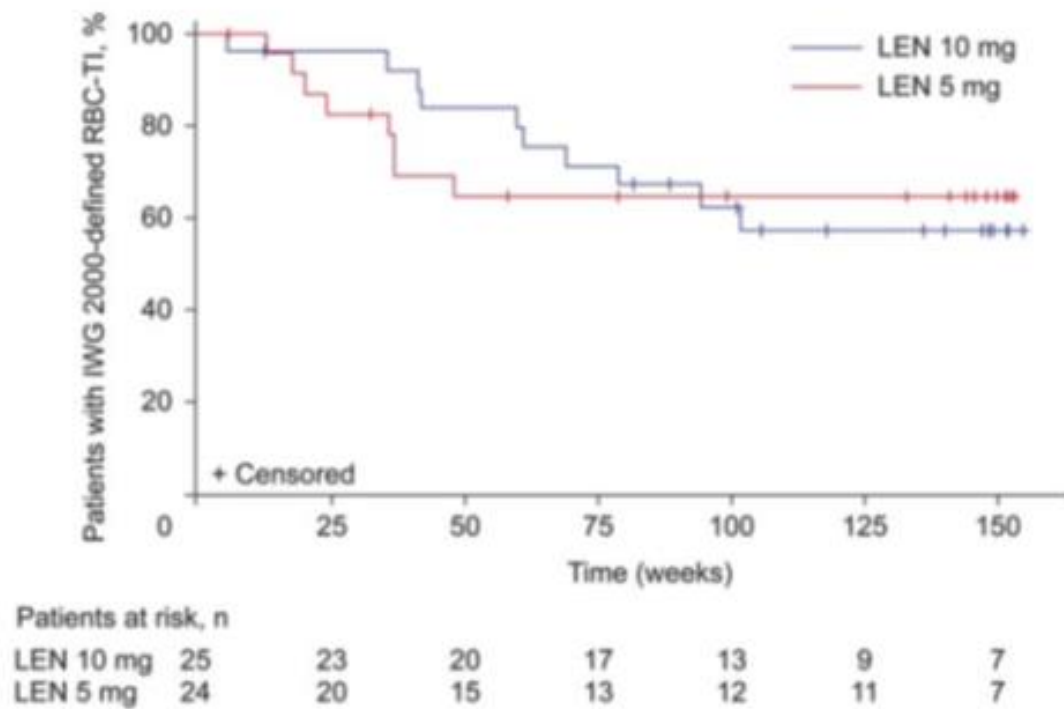 Patients with IWG 2000-defined RBC-TI, %
100
80
60
40
20
0
LEN 10 mg
LEN 5 mg
+ Censored
25 50 75 100 125 150
Time (weeks)
Patients at risk, n
LEN 10 mg 25 23 20 17 13 9 7
LEN 5 mg 24 20 15 13 12 11 7